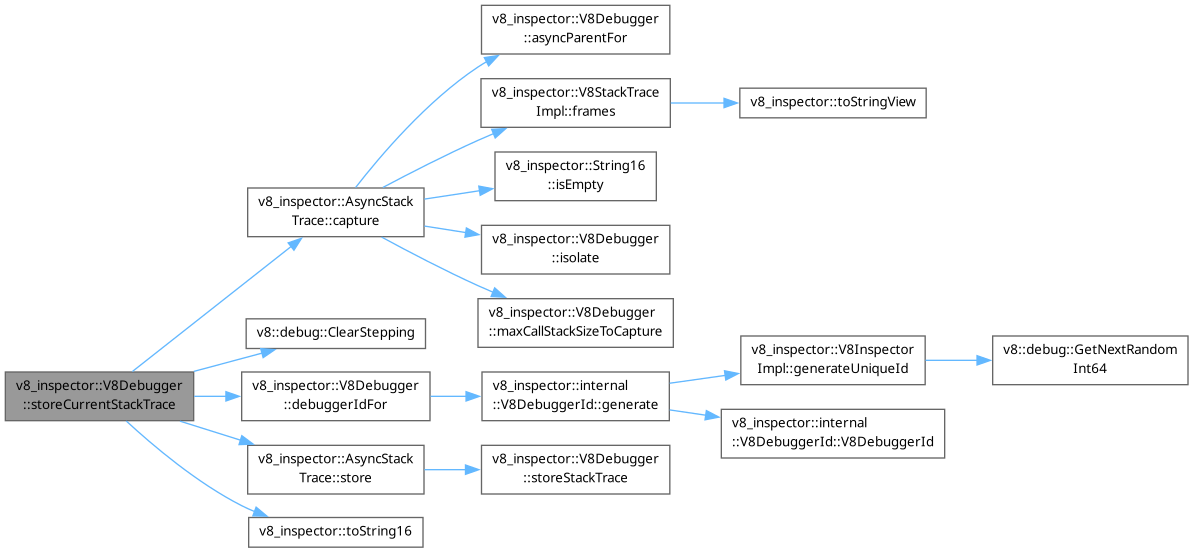 v8_inspector::V8Debugger
::asyncParentFor
v8_inspector::V8StackTrace
Impl::frames
v8_inspector::toStringView
v8_inspector::String16
::isEmpty
v8_inspector::AsyncStack
Trace::capture
v8_inspector::V8Debugger
::isolate
v8_inspector::V8Debugger
::maxCallStackSizeToCapture
v8::debug::ClearStepping
v8_inspector::V8Debugger
::storeCurrentStackTrace
v8_inspector::V8Debugger
::debuggerIdFor
v8_inspector::internal
::V8DebuggerId::generate
v8_inspector::V8Inspector
Impl::generateUniqueId
v8::debug::GetNextRandom
Int64
v8_inspector::internal
::V8DebuggerId::V8DebuggerId
v8_inspector::AsyncStack
Trace::store
v8_inspector::V8Debugger
::storeStackTrace
v8_inspector::toString16